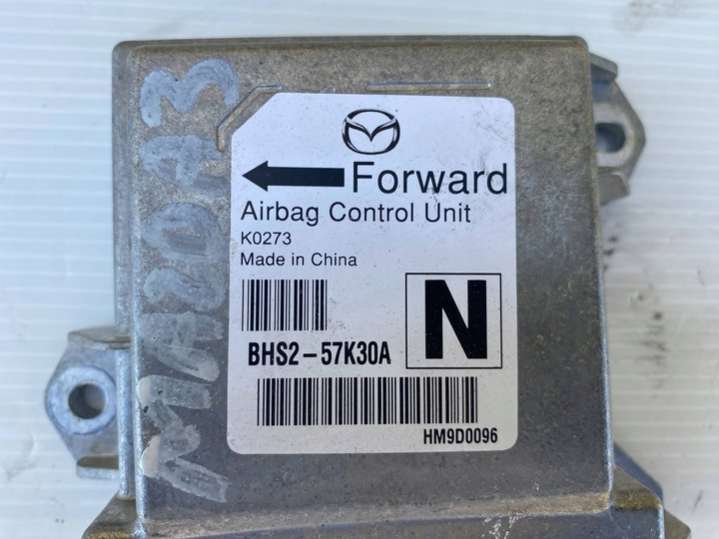 Forward
Airbag Control Unit
K0273
Made in China
BHS2-57K30A
N
HM9D0096